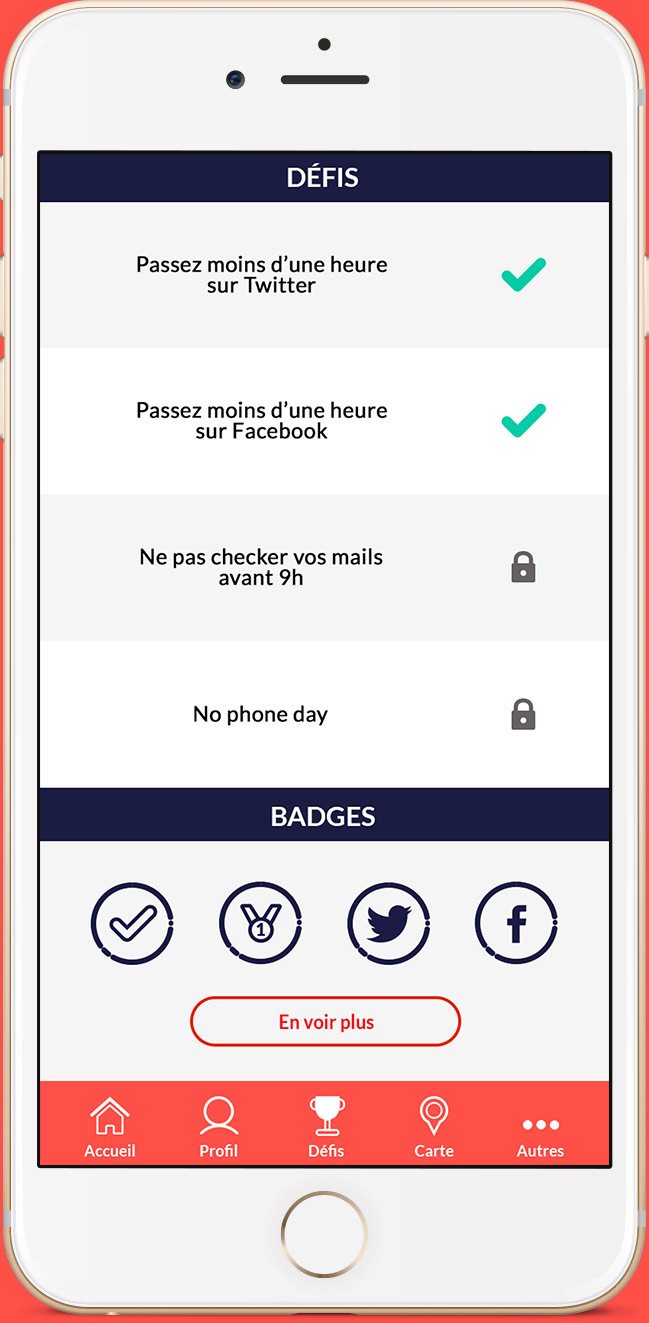 DÉFIS
Passez moins d’une heure
sur Twitter
Passez moins d’une heure
sur Facebook
Ne pas checker vos mails
avant 9h
No phone day
BADGES
1
En voir plus
Accueil
Profil
Défis
Carte
Autres